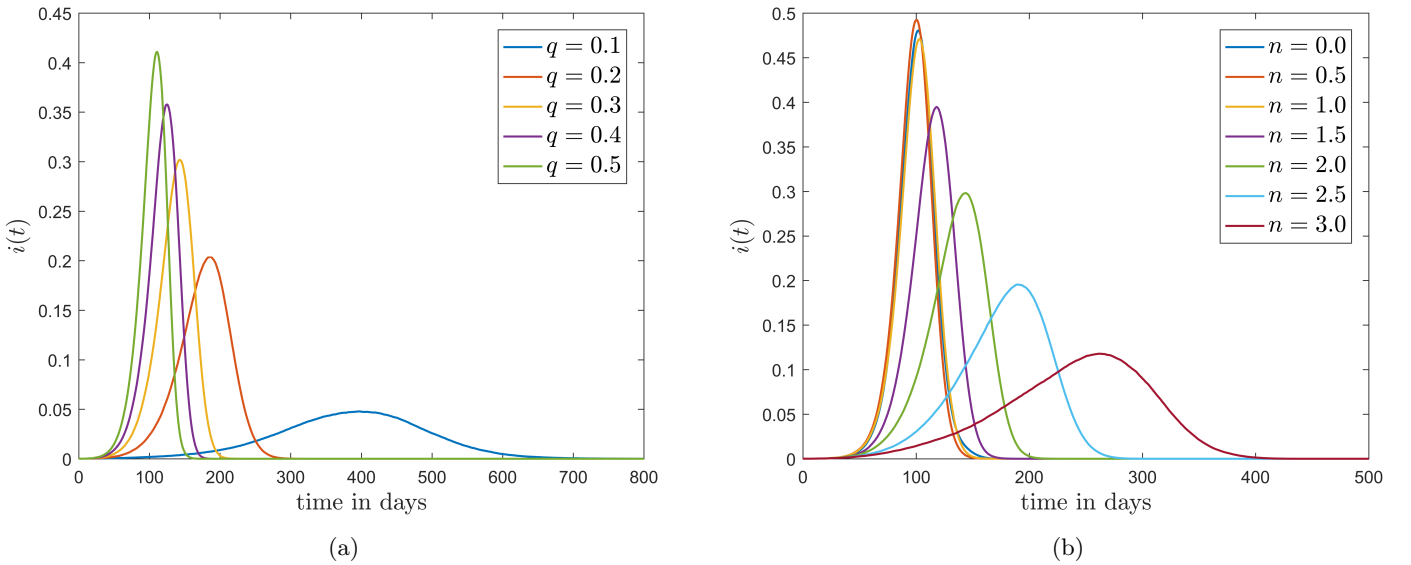 0.45
0.4
0.35
0.3
0.25
0.2
0.15
0.1
0.05
0
i(t)
0 100 200 300 400 500 600 700 800
time in days
q = 0.1
q = 0.2
q = 0.3
q = 0.4
q = 0.5
(a)
0.5
0.45
0.4
0.35
0.3
0.25
0.2
0.15
0.1
0.05
0
i(t)
0 100 200 300 400 500
time in days
n = 0.0
n = 0.5
n = 1.0
n = 1.5
n = 2.0
n = 2.5
n = 3.0
(b)